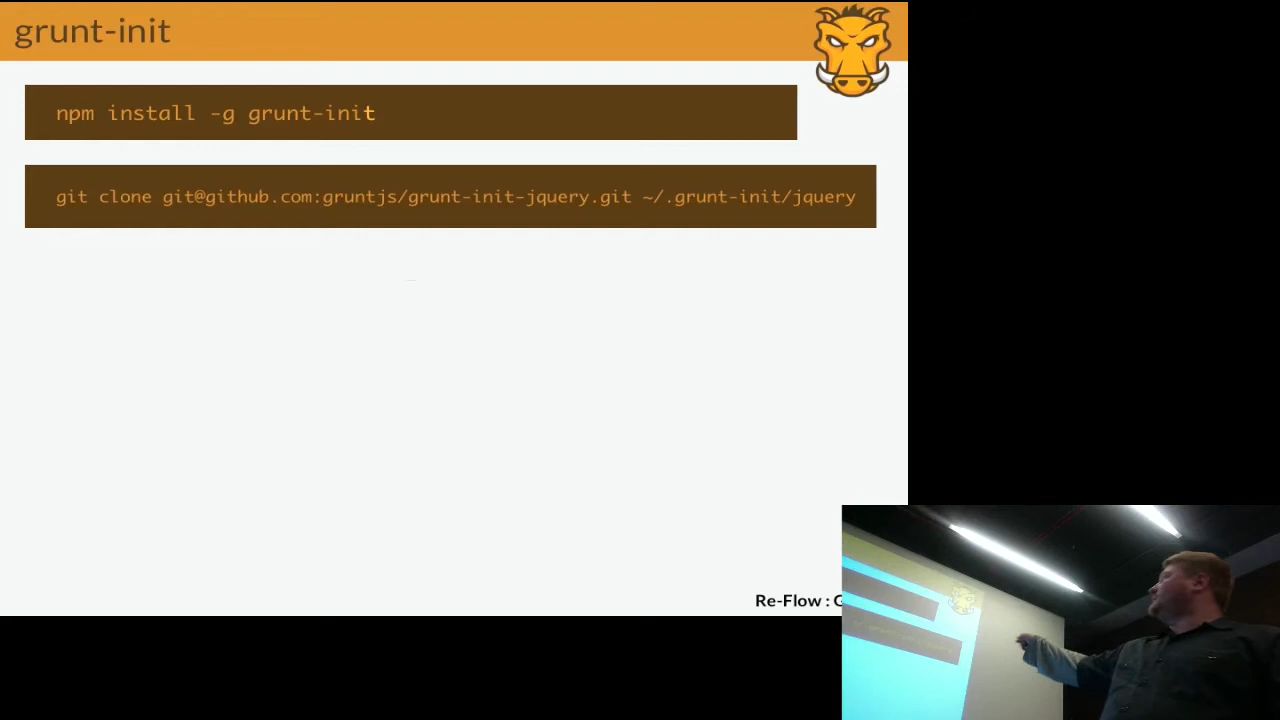 grunt-init
npm install -g grunt-init
git clone git@github.com:gruntjs/grunt-init-jquery.git ~/.grunt-init/jquery
Re-Flow :